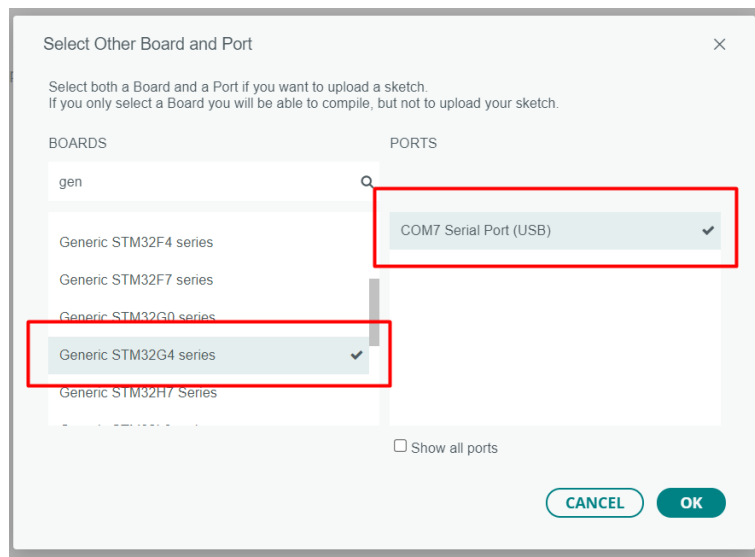 Select Other Board and Port
Select both a Board and a Port if you want to upload a sketch.
If you only select a Board you will be able to compile, but not to upload your sketch.
BOARDS
PORTS
gen
COM7 Serial Port (USB)
Generic STM32F4 series
Generic STM32F7 series
Generic STM32G0 series
Generic STM32G4 series
Generic STM32H7 Series
Show all ports
CANCEL
OK